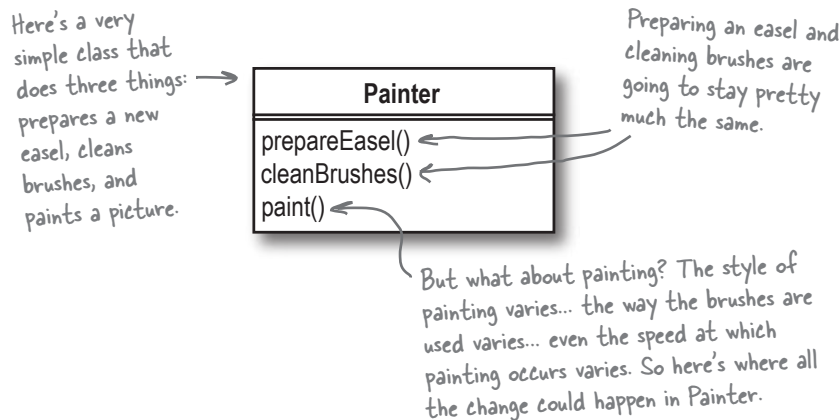 Here's a very
simple class that
does three things:
prepares a new
easel, cleans
brushes, and
paints a picture.
Painter
prepareEasel()
cleanBrushes()
paint()
Preparing an easel and
cleaning brushes are
going to stay pretty
much the same.
But what about painting? The style of
painting varies... the way the brushes are
used varies... even the speed at which
painting occurs varies. So here's where all
the change could happen in Painter.